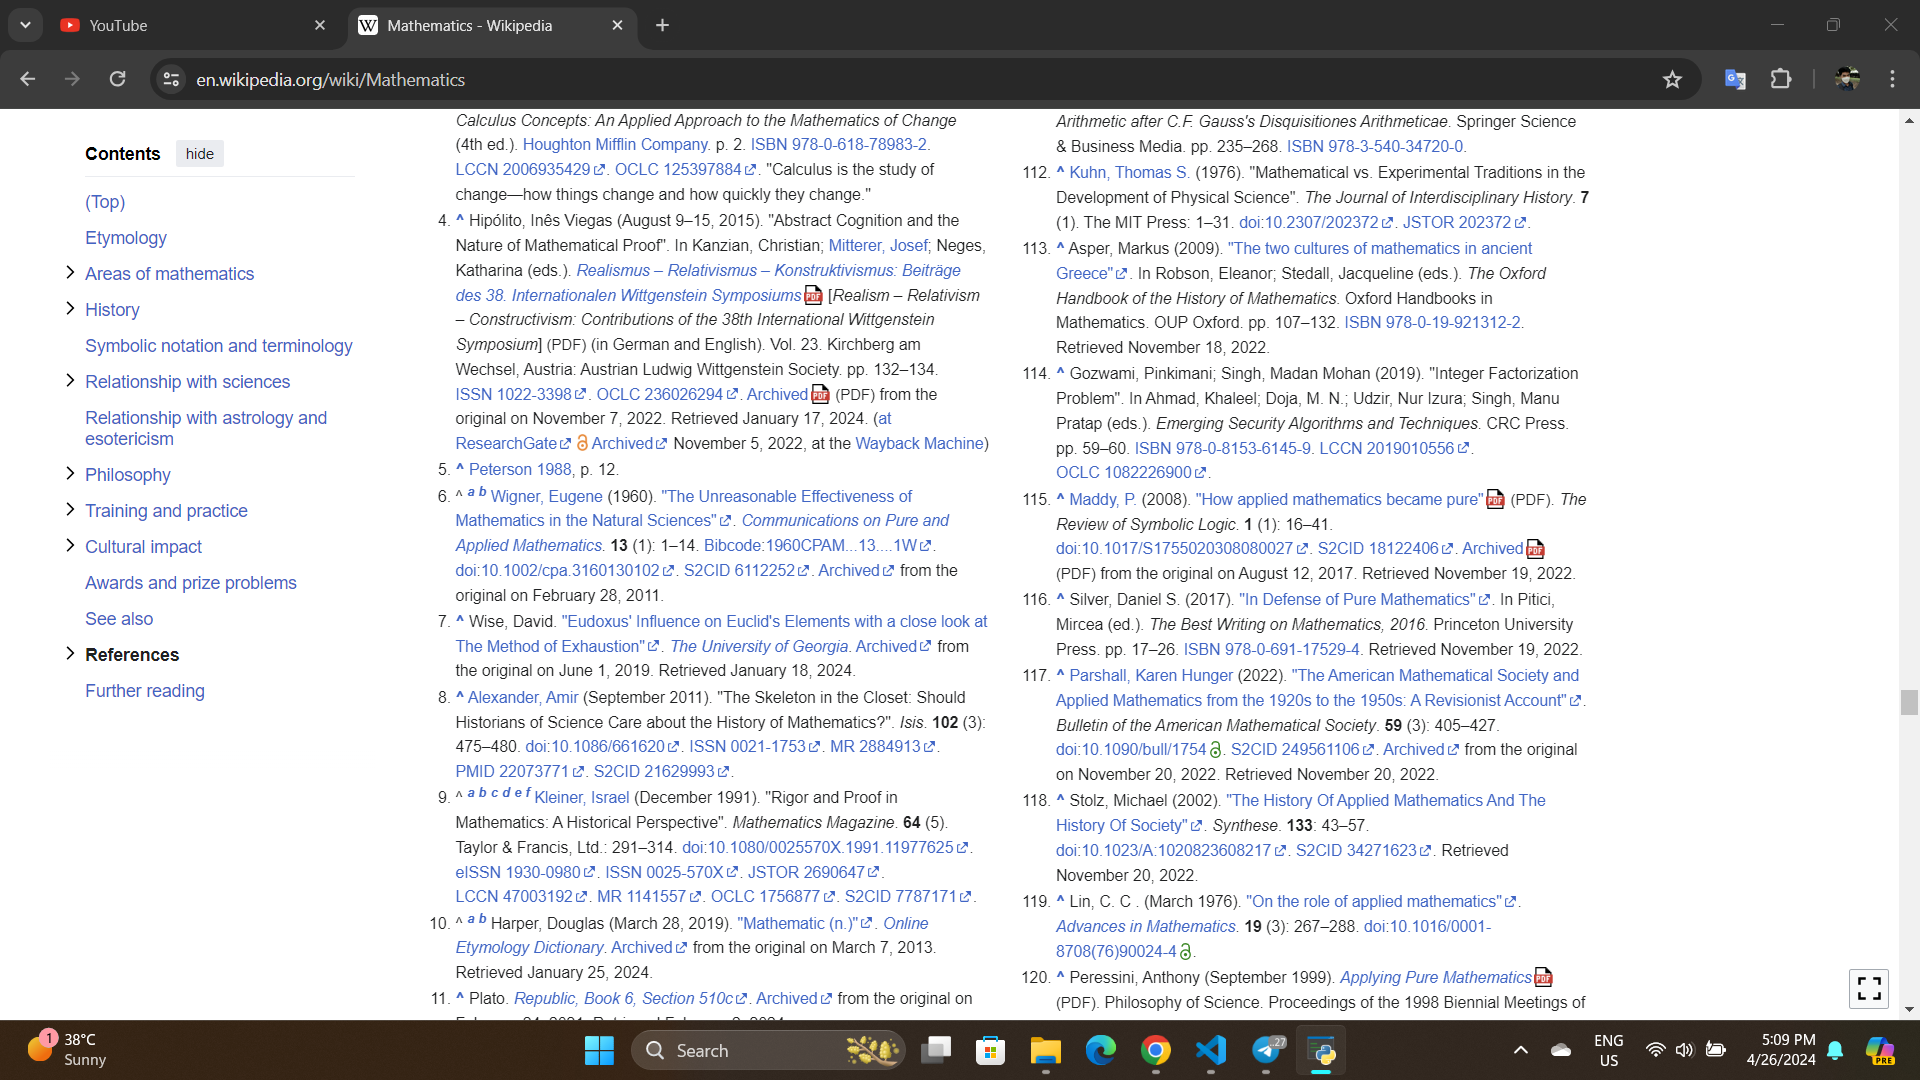 YouTube
Mathematics - Wikipedia
en.wikipedia.org/wiki/Mathematics
Contents hide
(Top)
Etymology
Areas of mathematics
History
Symbolic notation and terminology
Relationship with sciences
Relationship with astrology and
esotericism
Philosophy
Training and practice
Cultural impact
Awards and prize problems
See also
References
Further reading
Calculus Concepts: An Applied Approach to the Mathematics of Change
(4th ed.). Houghton Mifflin Company. p. 2. ISBN 978-0-618-78983-2.
LCCN 2006935429. OCLC 125397884. "Calculus is the study of
change—how things change and how quickly they change."
4. ^ Hipólito, Inês Viegas (August 9–15, 2015). "Abstract Cognition and the
Nature of Mathematical Proof". In Kanzian, Christian; Mitterer, Josef; Neges,
Katharina (eds.). Realismus – Relativismus – Konstruktivismus: Beiträge
des 38. Internationalen Wittgenstein Symposiums PDF [Realism – Relativism
– Constructivism: Contributions of the 38th International Wittgenstein
Symposium] (PDF) (in German and English). Vol. 23. Kirchberg am
Wechsel, Austria: Austrian Ludwig Wittgenstein Society. pp. 132–134.
ISSN 1022-3398. OCLC 236026294. Archived PDF (PDF) from the
original on November 7, 2022. Retrieved January 17, 2024. (at
ResearchGate Archived November 5, 2022, at the Wayback Machine)
5. ^ Peterson 1988, p. 12.
6. ^ a b Wigner, Eugene (1960). "The Unreasonable Effectiveness of
Mathematics in the Natural Sciences". Communications on Pure and
Applied Mathematics. 13 (1): 1–14. Bibcode:1960CPAM...13....1W.
doi:10.1002/cpa.3160130102. S2CID 6112252. Archived from the
original on February 28, 2011.
7. ^ Wise, David. "Eudoxus' Influence on Euclid's Elements with a close look at
The Method of Exhaustion". The University of Georgia. Archived from
the original on June 1, 2019. Retrieved January 18, 2024.
8. ^ Alexander, Amir (September 2011). "The Skeleton in the Closet: Should
Historians of Science Care about the History of Mathematics?". Isis. 102 (3):
475–480. doi:10.1086/661620. ISSN 0021-1753. MR 2884913.
PMID 22073771. S2CID 21629993.
9. ^ a b c d e f Kleiner, Israel (December 1991). "Rigor and Proof in
Mathematics: A Historical Perspective". Mathematics Magazine. 64 (5).
Taylor & Francis, Ltd.: 291–314. doi:10.1080/0025570X.1991.11977625.
eISSN 1930-0980. ISSN 0025-570X. JSTOR 2690647.
LCCN 47003192. MR 1141557. OCLC 1756877. S2CID 7787171.
10. ^ a b Harper, Douglas (March 28, 2019). "Mathematic (n.)". Online
Etymology Dictionary. Archived from the original on March 7, 2013.
Retrieved January 25, 2024.
11. ^ Plato. Republic, Book 6, Section 510c. Archived from the original on
Arithmetic after C.F. Gauss's Disquisitiones Arithmeticae. Springer Science
& Business Media. pp. 235–268. ISBN 978-3-540-34720-0.
112. ^ Kuhn, Thomas S. (1976). "Mathematical vs. Experimental Traditions in the
Development of Physical Science". The Journal of Interdisciplinary History. 7
(1). The MIT Press: 1–31. doi:10.2307/202372. JSTOR 202372.
113. ^ Asper, Markus (2009). "The two cultures of mathematics in ancient
Greece". In Robson, Eleanor; Stedall, Jacqueline (eds.). The Oxford
Handbook of the History of Mathematics. Oxford Handbooks in
Mathematics. OUP Oxford. pp. 107–132. ISBN 978-0-19-921312-2.
Retrieved November 18, 2022.
114. ^ Gozwami, Pinkimani; Singh, Madan Mohan (2019). "Integer Factorization
Problem". In Ahmad, Khaleel; Doja, M. N.; Udzir, Nur Izura; Singh, Manu
Pratap (eds.). Emerging Security Algorithms and Techniques. CRC Press.
pp. 59–60. ISBN 978-0-8153-6145-9. LCCN 2019010556.
OCLC 1082226900.
115. ^ Maddy, P. (2008). "How applied mathematics became pure" PDF (PDF). The
Review of Symbolic Logic. 1 (1): 16–41.
doi:10.1017/S1755020308080027. S2CID 18122406. Archived PDF
(PDF) from the original on August 12, 2017. Retrieved November 19, 2022.
116. ^ Silver, Daniel S. (2017). "In Defense of Pure Mathematics". In Pitici,
Mircea (ed.). The Best Writing on Mathematics, 2016. Princeton University
Press. pp. 17–26. ISBN 978-0-691-17529-4. Retrieved November 19, 2022.
117. ^ Parshall, Karen Hunger (2022). "The American Mathematical Society and
Applied Mathematics from the 1920s to the 1950s: A Revisionist Account".
Bulletin of the American Mathematical Society. 59 (3): 405–427.
doi:10.1090/bull/1754. S2CID 249561106. Archived from the original
on November 20, 2022. Retrieved November 20, 2022.
118. ^ Stolz, Michael (2002). "The History Of Applied Mathematics And The
History Of Society". Synthese. 133: 43–57.
doi:10.1023/A:1020823608217. S2CID 34271623. Retrieved
November 20, 2022.
119. ^ Lin, C. C . (March 1976). "On the role of applied mathematics".
Advances in Mathematics. 19 (3): 267–288. doi:10.1016/0001-
8708(76)90024-4.
120. ^ Peressini, Anthony (September 1999). Applying Pure Mathematics PDF
(PDF). Philosophy of Science. Proceedings of the 1998 Biennial Meetings of
1
38°C
Sunny
Search
27
ENG
US
5:09 PM
4/26/2024
PRE